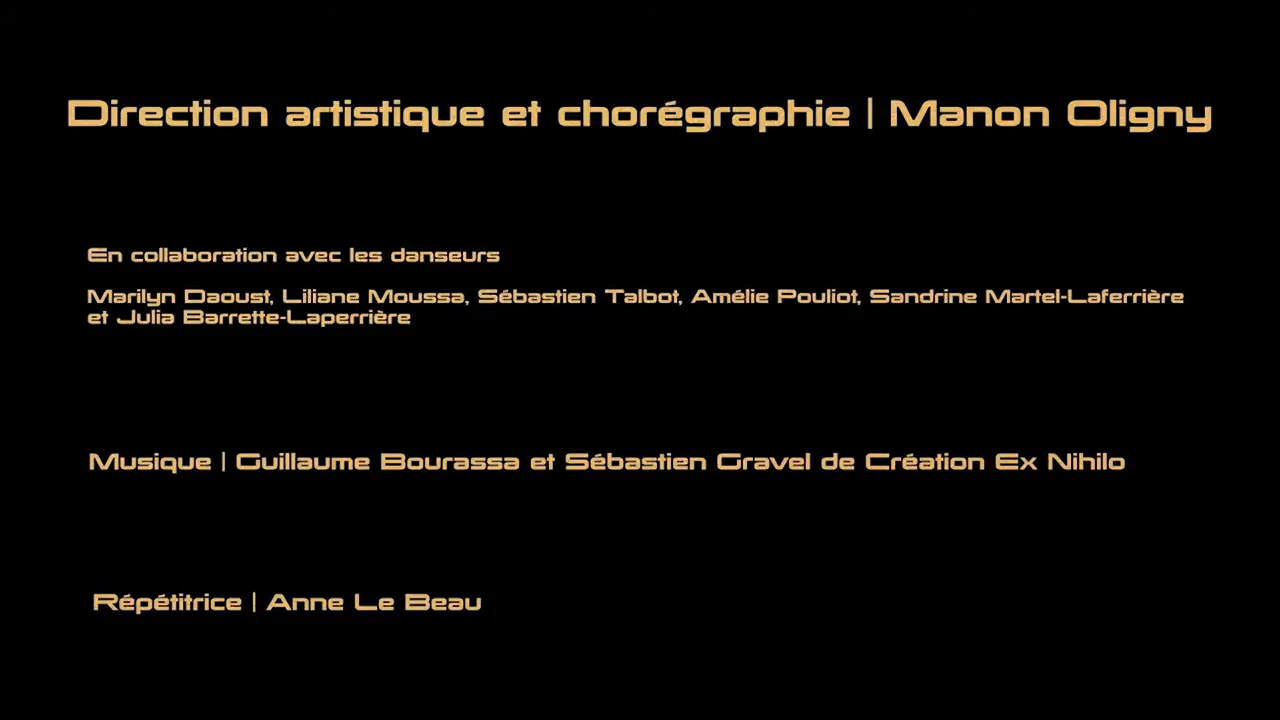 Direction artistique et chorégraphie | Manon Oligny
En collaboration avec les danseurs
Marilyn Daoust, Liliane Moussa, Sébastien Talbot, Amélie Pouliot, Sandrine Martel-Laferrière
et Julia Barrette-Laperrière
Musique | Guillaume Bourassa et Sébastien Gravel de Création Ex Nihilo
Répétitrice | Anne Le Beau